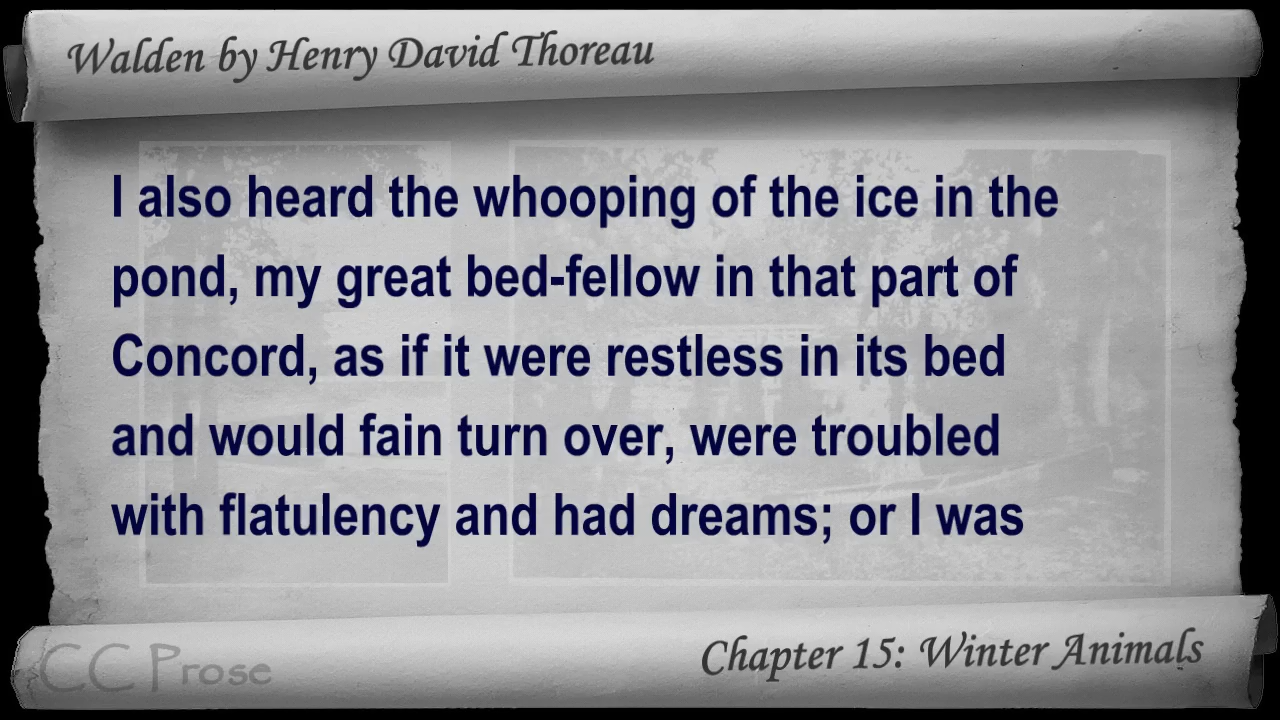 Walden by Henry David Thoreau
I also heard the whooping of the ice in the
pond, my great bed-fellow in that part of
Concord, as if it were restless in its bed
and would fain turn over, were troubled
with flatulency and had dreams; or I was
CC Prose
Chapter 15: Winter Animals